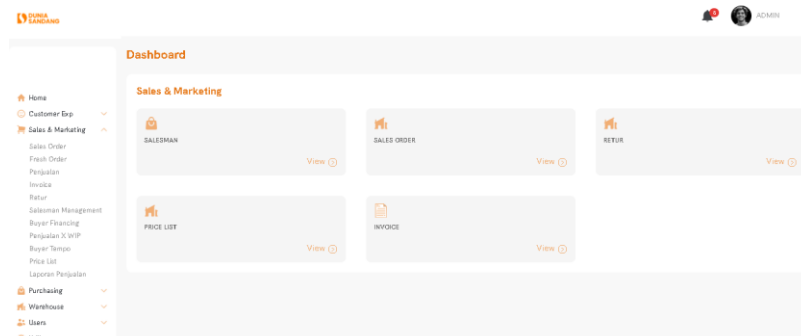 DUNIA
SANDANG
ADMIN
Dashboard
Home
Customer Exp
Sales & Marketing
Sales Order
Fresh Order
Penjualan
Invoice
Retur
Salesman Management
Buyer Financing
Penjualan X WIP
Buyer Tempo
Price List
Laporan Penjualan
Purchasing
Warehouse
Users
Sales & Marketing
SALESMAN
View
SALES ORDER
View
RETUR
View
PRICE LIST
View
INVOICE
View